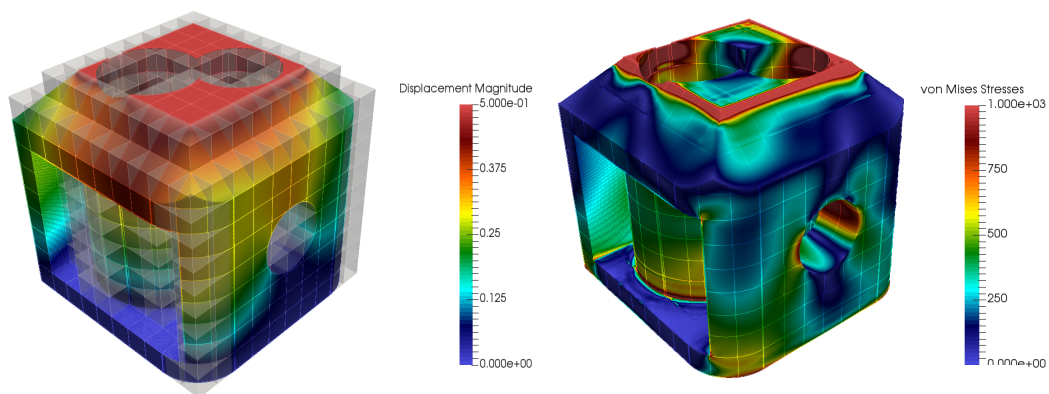 Displacement Magnitude
5.000e-01
0.375
0.25
0.125
0.000e+00
von Mises Stresses
1.000e+03
750
500
250
0.000e+00